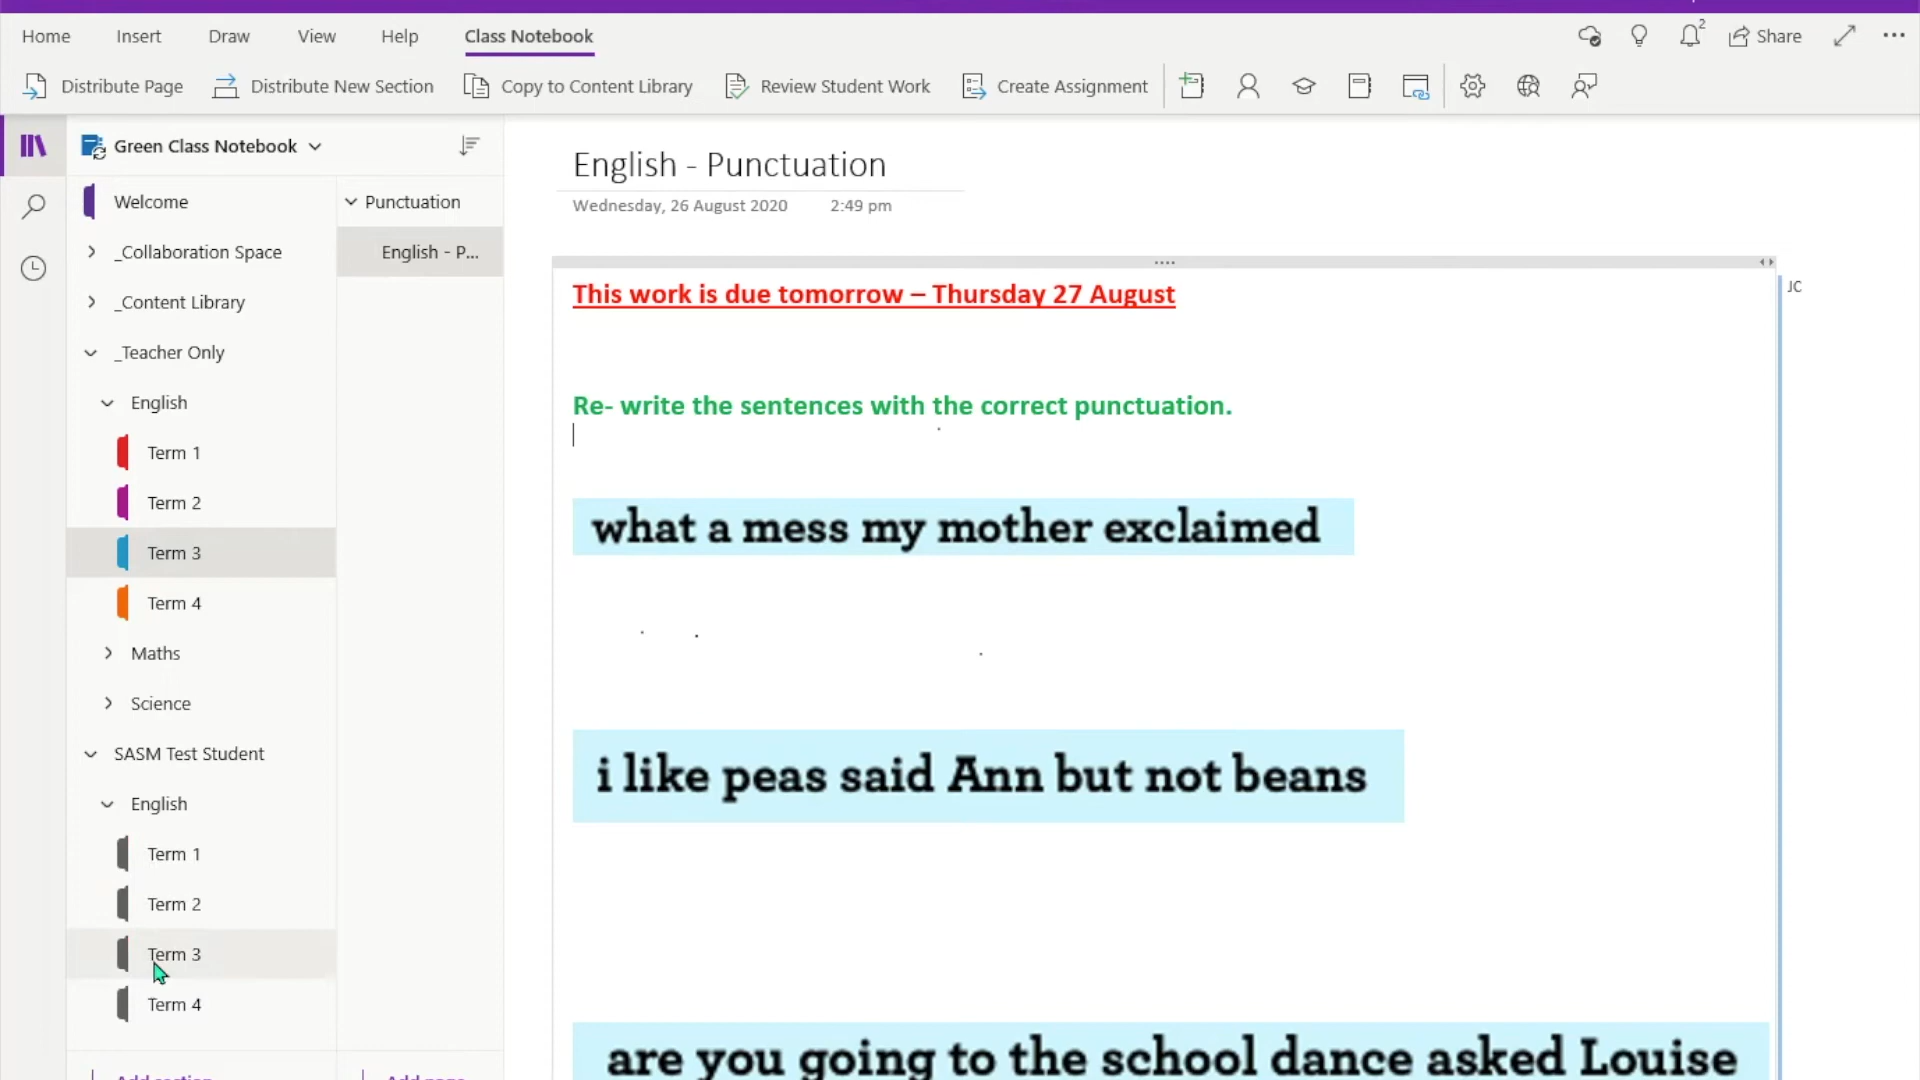 Home Insert Draw View Help Class Notebook 2 Share
Distribute Page Distribute New Section Copy to Content Library Review Student Work Create Assignment
Green Class Notebook
Welcome
_Collaboration Space
_Content Library
_Teacher Only
English
Term 1
Term 2
Term 3
Term 4
Maths
Science
SASM Test Student
English
Term 1
Term 2
Term 3
Term 4
Add section
Punctuation
English - P...
Add page
English - Punctuation
Wednesday, 26 August 2020 2:49 pm
This work is due tomorrow – Thursday 27 August
JC
Re- write the sentences with the correct punctuation.
what a mess my mother exclaimed
i like peas said Ann but not beans
are you going to the school dance asked Louise